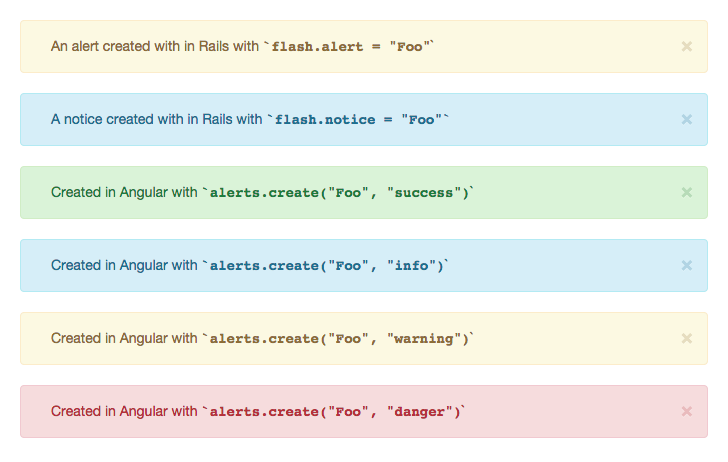 An alert created with in Rails with `flash.alert = "Foo"` ×
A notice created with in Rails with `flash.notice = "Foo"` ×
Created in Angular with `alerts.create("Foo", "success")` ×
Created in Angular with `alerts.create("Foo", "info")` ×
Created in Angular with `alerts.create("Foo", "warning")` ×
Created in Angular with `alerts.create("Foo", "danger")` ×